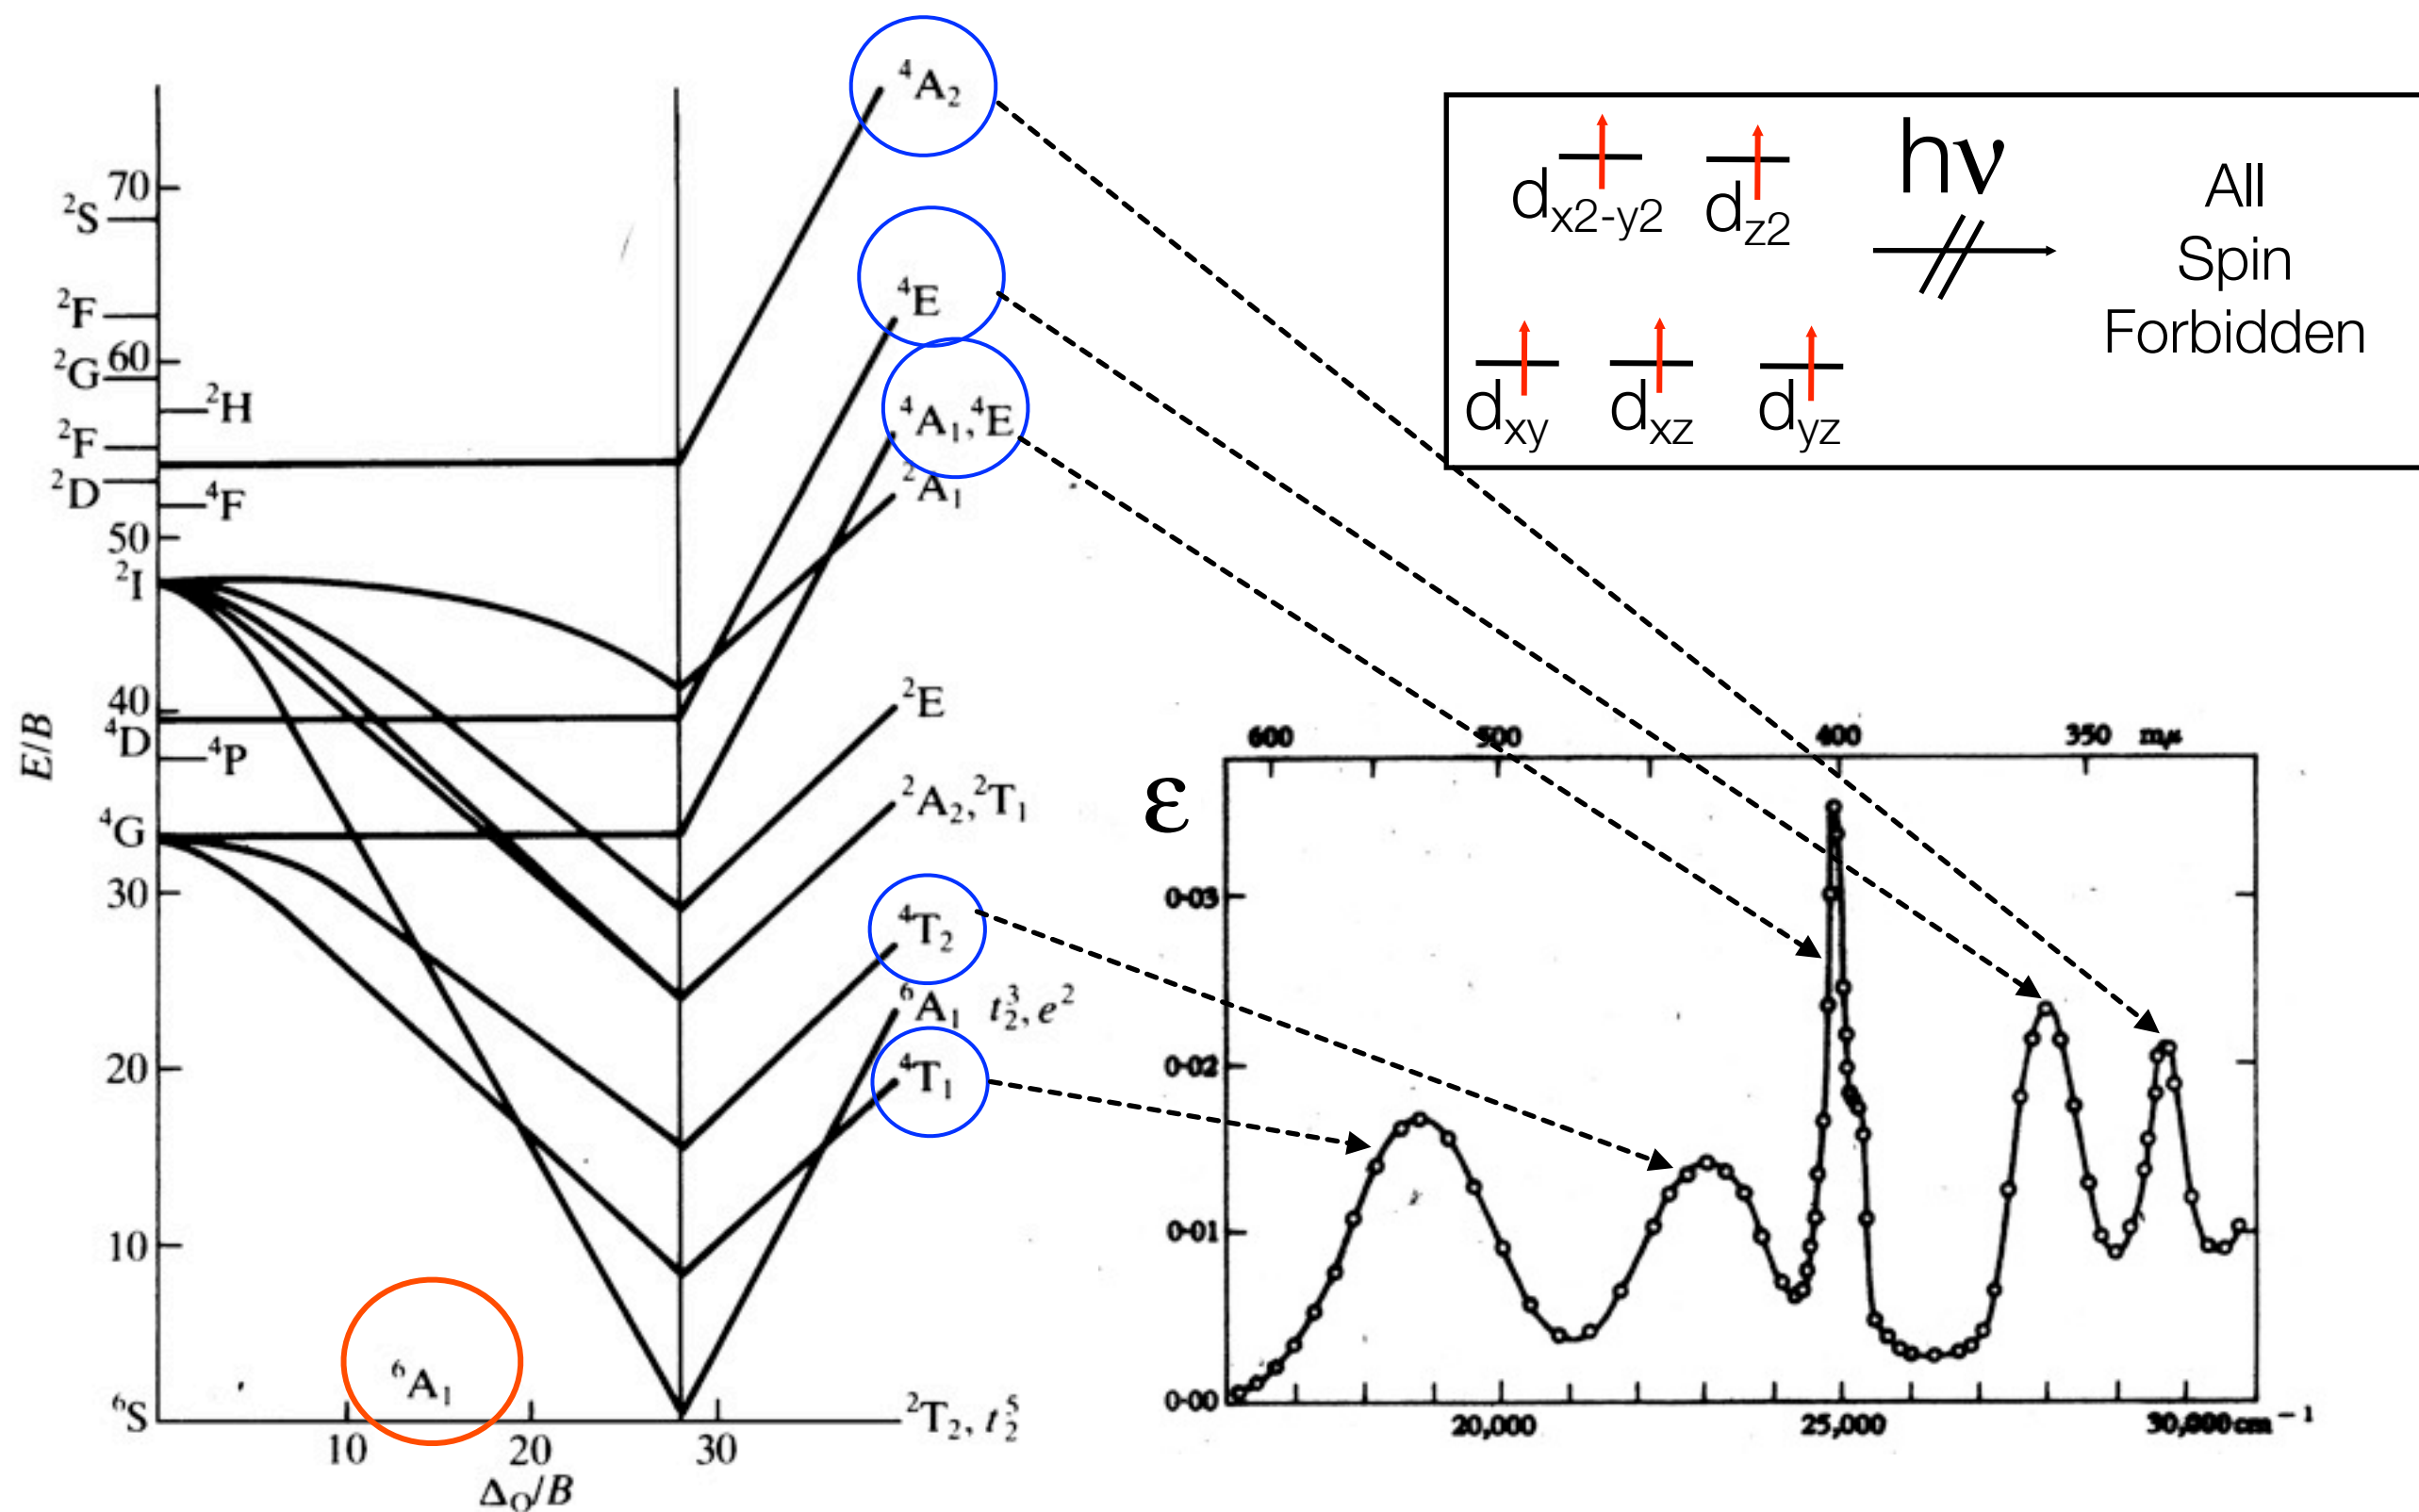 E/B
70
60
50
40
30
20
10
²S
²F
²G
²H
²F
²D
⁴F
²I
⁴D
⁴P
⁴G
⁶S
⁶A₁
10
20
30
Δ_O/B
⁴A₂
⁴E
⁴A₁,⁴E
²A₁
²E
²A₂,²T₁
⁴T₂
⁶A₁ t₂³,e²
⁴T₁
²T₂, t₂⁵
d_x2-y2
d_z2
hν
All
Spin
Forbidden
d_xy
d_xz
d_yz
600
500
400
350 mμ
ε
0·03
0·02
0·01
0·00
20,000
25,000
30,000cm⁻¹